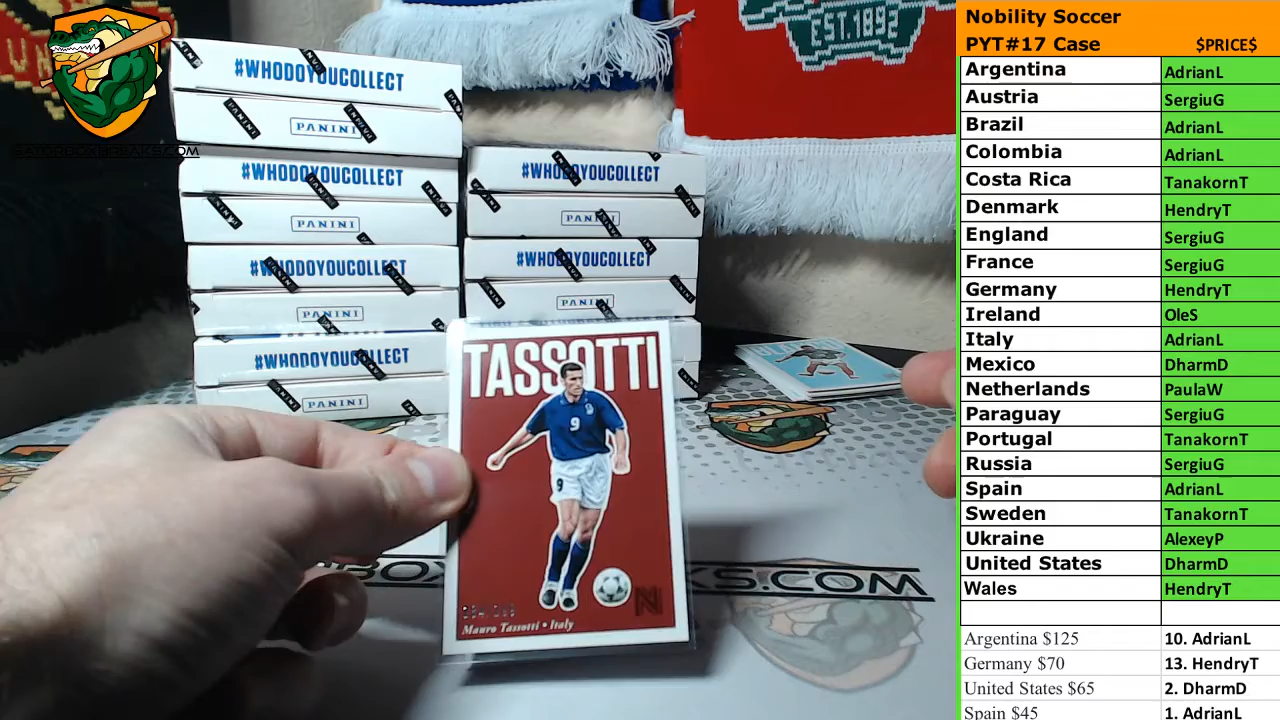 #WHODOYOUCOLLECT
PANINI
#WHODOYOUCOLLECT
PANINI
#WHODOYOUCOLLECT
PANINI
#WHODOYOUCOLLECT
PANINI
#WHODOYOUCOLLECT
PANINI
#WHODOYOUCOLLECT
PANINI
EST.1892
TASSOTTI
9
9
Mauro Tassotti • Italy
N
Nobility Soccer
PYT#17 Case $PRICE$
Argentina AdrianL
Austria SergiuG
Brazil AdrianL
Colombia AdrianL
Costa Rica TanakornT
Denmark HendryT
England SergiuG
France SergiuG
Germany HendryT
Ireland OleS
Italy AdrianL
Mexico DharmD
Netherlands PaulaW
Paraguay SergiuG
Portugal TanakornT
Russia SergiuG
Spain AdrianL
Sweden TanakornT
Ukraine AlexeyP
United States DharmD
Wales HendryT
Argentina $125 10. AdrianL
Germany $70 13. HendryT
United States $65 2. DharmD
Spain $45 1. AdrianL